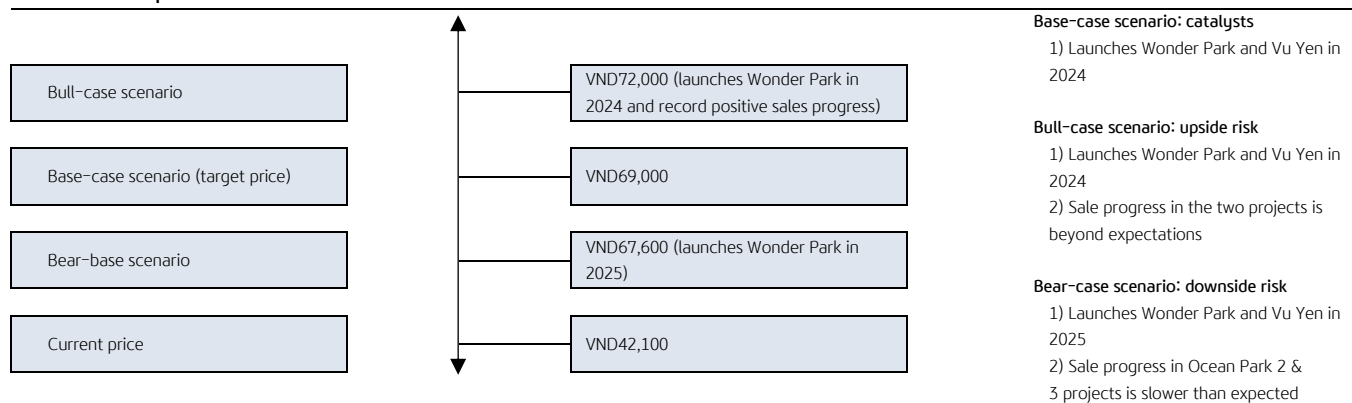 Bull-case scenario
VND72,000 (launches Wonder Park in
2024 and record positive sales progress)
Base-case scenario (target price)
VND69,000
Bear-base scenario
VND67,600 (launches Wonder Park in
2025)
Current price
VND42,100
Base-case scenario: catalysts
1) Launches Wonder Park and Vu Yen in
2024
Bull-case scenario: upside risk
1) Launches Wonder Park and Vu Yen in
2024
2) Sale progress in the two projects is
beyond expectations
Bear-case scenario: downside risk
1) Launches Wonder Park and Vu Yen in
2025
2) Sale progress in Ocean Park 2 &
3 projects is slower than expected